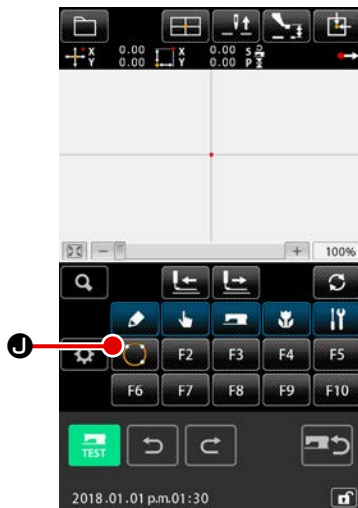 X 0.00 X 0.00 S
Y 0.00 Y 0.00 P
100%
J
F2 F3 F4 F5
F6 F7 F8 F9 F10
TEST
2018.01.01 p.m.01:30